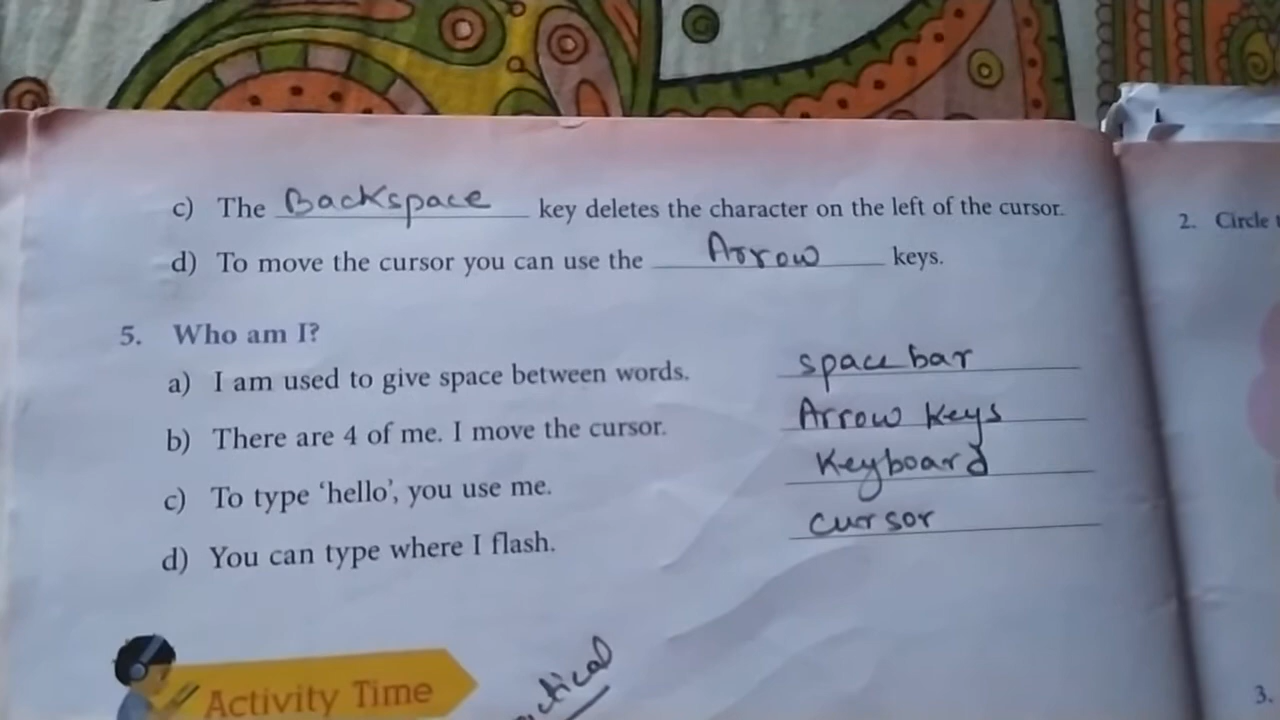 c) The Backspace key deletes the character on the left of the cursor.
d) To move the cursor you can use the Arrow keys.
5. Who am I?
a) I am used to give space between words. space bar
b) There are 4 of me. I move the cursor. Arrow keys
c) To type ‘hello’, you use me. Keyboard
d) You can type where I flash. cursor
Activity Time
2. Circle
3.